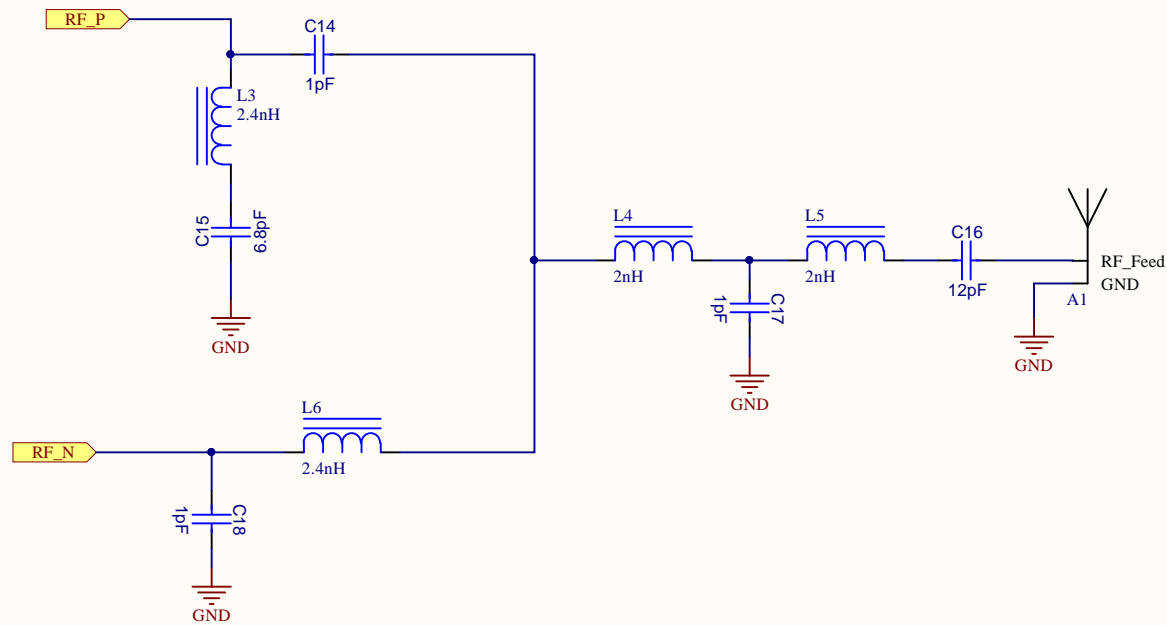 RF_P
C14
1pF
L3
2.4nH
C15
6.8pF
GND
L4
2nH
L5
2nH
C16
12pF
RF_Feed
GND
A1
GND
C17
1pF
GND
L6
2.4nH
RF_N
C18
1pF
GND